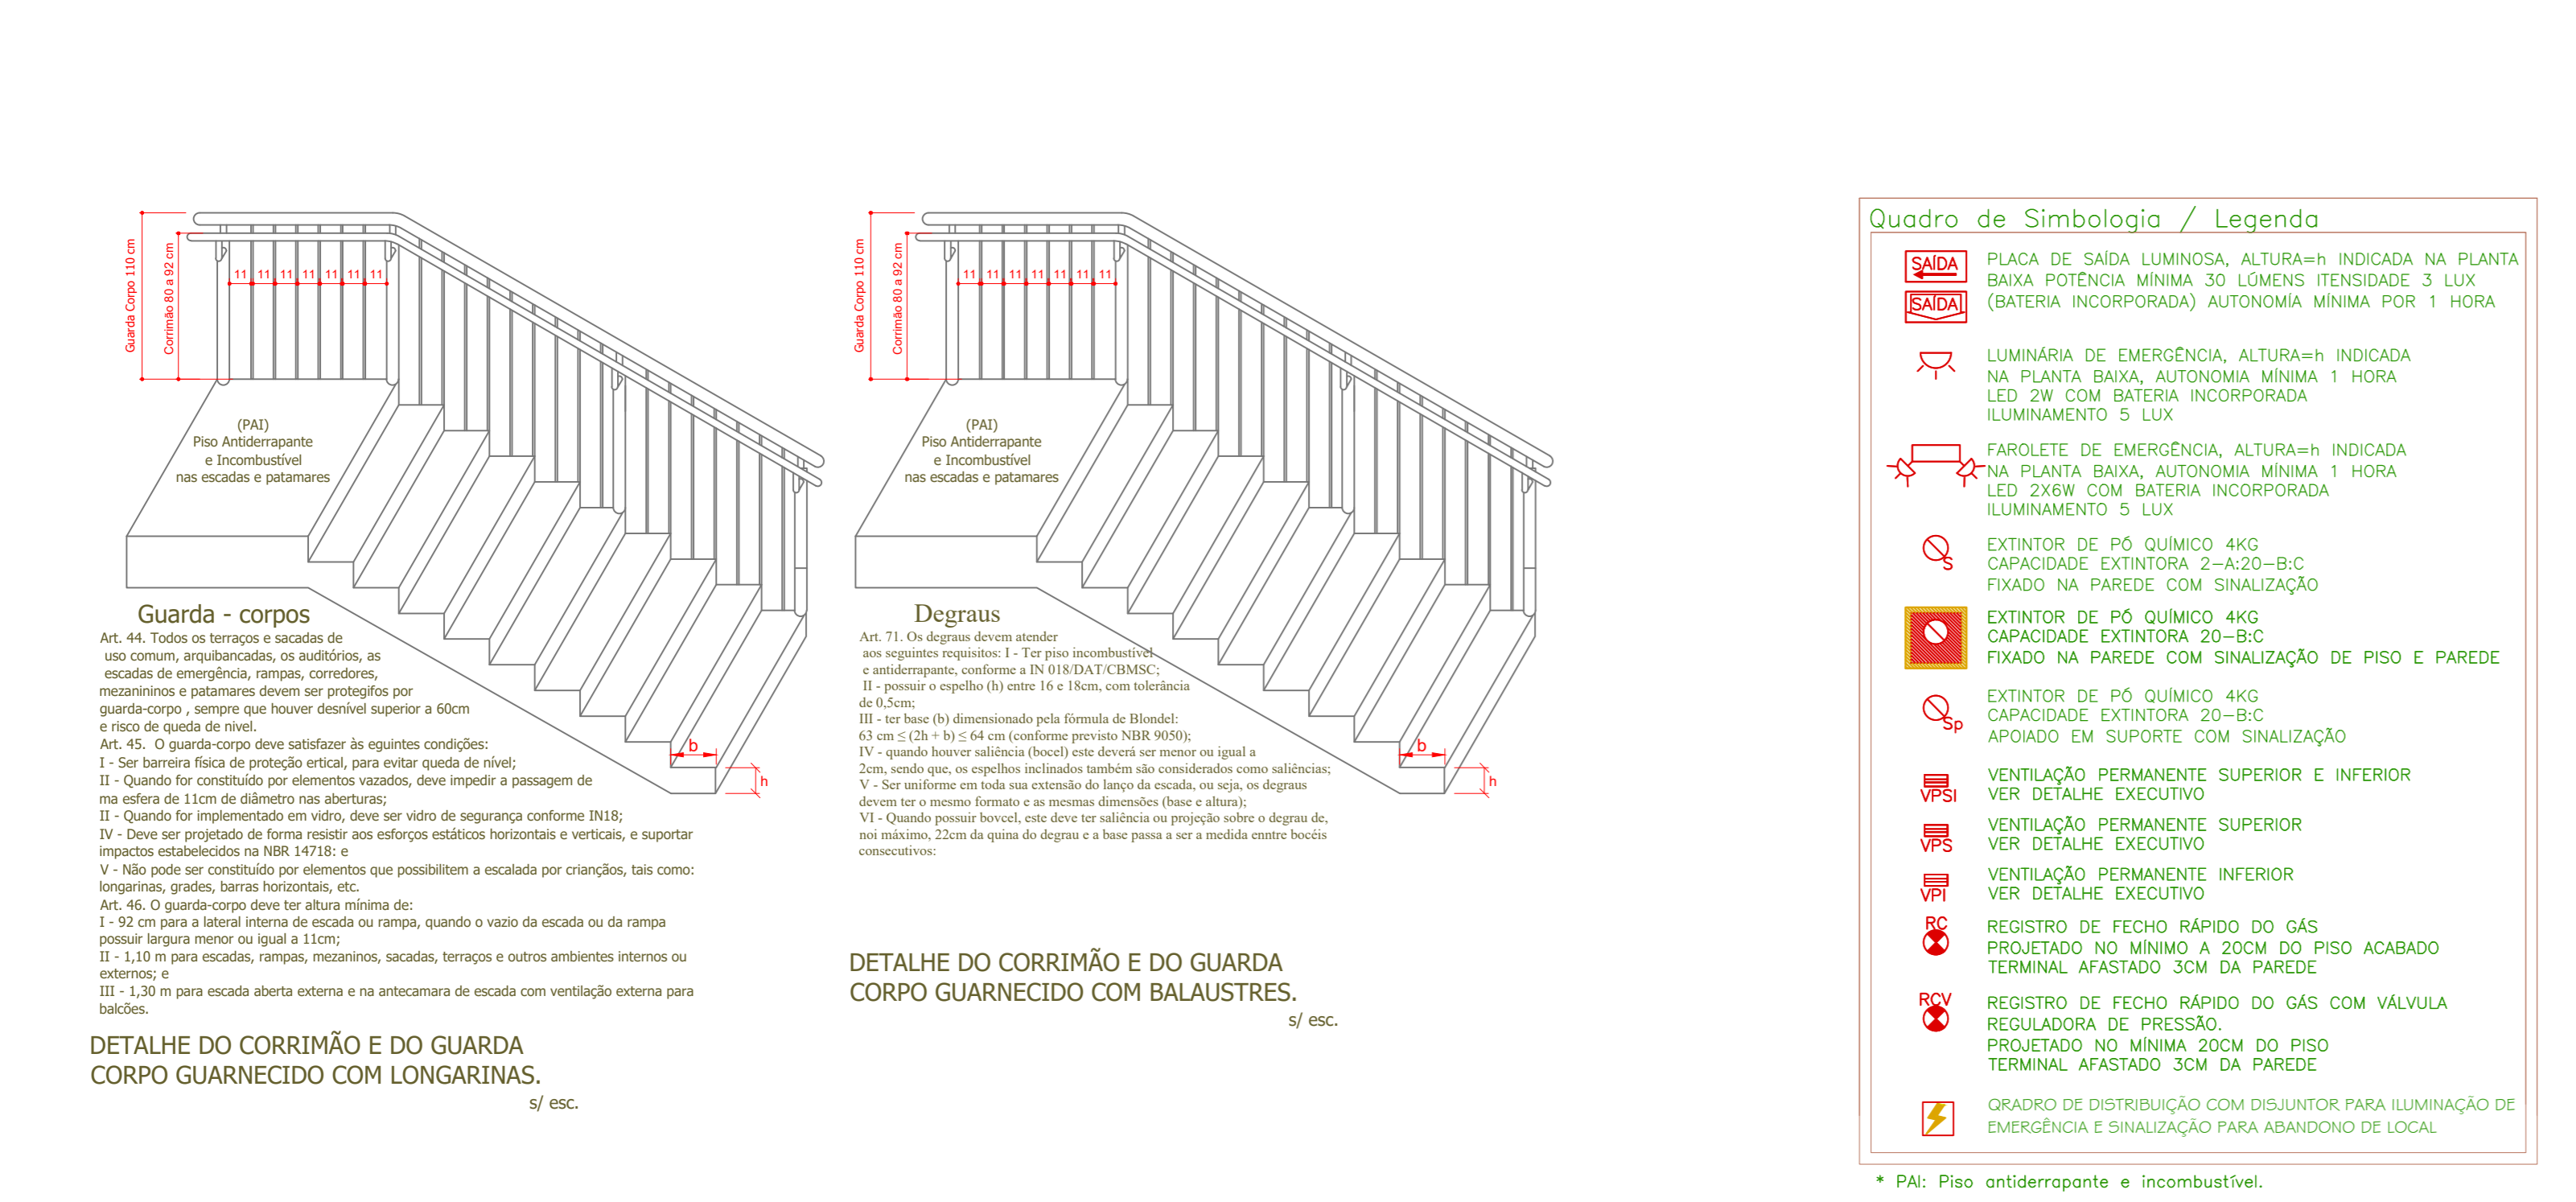 Guarda Corpo 110 cm
Corrimão 80 a 92 cm
11 11 11 11 11 11 11
(PAI)
Piso Antiderrapante
e Incombustível
nas escadas e patamares
b
h
Guarda - corpos
Art. 44. Todos os terraços e sacadas de
uso comum, arquibancadas, os auditórios, as
escadas de emergência, rampas, corredores,
mezanininos e patamares devem ser protegifos por
guarda-corpo , sempre que houver desnível superior a 60cm
e risco de queda de nivel.
Art. 45. O guarda-corpo deve satisfazer às eguintes condições:
I - Ser barreira física de proteção ertical, para evitar queda de nível;
II - Quando for constituído por elementos vazados, deve impedir a passagem de
ma esfera de 11cm de diâmetro nas aberturas;
II - Quando for implementado em vidro, deve ser vidro de segurança conforme IN18;
IV - Deve ser projetado de forma resistir aos esforços estáticos horizontais e verticais, e suportar
impactos estabelecidos na NBR 14718: e
V - Não pode ser constituído por elementos que possibilitem a escalada por criançãos, tais como:
longarinas, grades, barras horizontais, etc.
Art. 46. O guarda-corpo deve ter altura mínima de:
I - 92 cm para a lateral interna de escada ou rampa, quando o vazio da escada ou da rampa
possuir largura menor ou igual a 11cm;
II - 1,10 m para escadas, rampas, mezaninos, sacadas, terraços e outros ambientes internos ou
externos; e
III - 1,30 m para escada aberta externa e na antecamara de escada com ventilação externa para
balcões.
DETALHE DO CORRIMÃO E DO GUARDA
CORPO GUARNECIDO COM LONGARINAS.
s/ esc.
Guarda Corpo 110 cm
Corrimão 80 a 92 cm
11 11 11 11 11 11 11
(PAI)
Piso Antiderrapante
e Incombustível
nas escadas e patamares
b
h
Degraus
Art. 71. Os degraus devem atender
aos seguintes requisitos: I - Ter piso incombustível
e antiderrapante, conforme a IN 018/DAT/CBMSC;
II - possuir o espelho (h) entre 16 e 18cm, com tolerância
de 0,5cm;
III - ter base (b) dimensionado pela fórmula de Blondel:
63 cm ≤ (2h + b) ≤ 64 cm (conforme previsto NBR 9050);
IV - quando houver saliência (bocel) este deverá ser menor ou igual a
2cm, sendo que, os espelhos inclinados também são considerados como saliências;
V - Ser uniforme em toda sua extensão do lanço da escada, ou seja, os degraus
devem ter o mesmo formato e as mesmas dimensões (base e altura);
VI - Quando possuir bovcel, este deve ter saliência ou projeção sobre o degrau de,
noi máximo, 22cm da quina do degrau e a base passa a ser a medida enntre bocéis
consecutivos:
DETALHE DO CORRIMÃO E DO GUARDA
CORPO GUARNECIDO COM BALAUSTRES.
s/ esc.
Quadro de Simbologia / Legenda
SAÍDA
SAÍDA
PLACA DE SAÍDA LUMINOSA, ALTURA=h INDICADA NA PLANTA
BAIXA POTÊNCIA MÍNIMA 30 LÚMENS ITENSIDADE 3 LUX
(BATERIA INCORPORADA) AUTONOMÍA MÍNIMA POR 1 HORA
LUMINÁRIA DE EMERGÊNCIA, ALTURA=h INDICADA
NA PLANTA BAIXA, AUTONOMIA MÍNIMA 1 HORA
LED 2W COM BATERIA INCORPORADA
ILUMINAMENTO 5 LUX
FAROLETE DE EMERGÊNCIA, ALTURA=h INDICADA
NA PLANTA BAIXA, AUTONOMIA MÍNIMA 1 HORA
LED 2X6W COM BATERIA INCORPORADA
ILUMINAMENTO 5 LUX
S
EXTINTOR DE PÓ QUÍMICO 4KG
CAPACIDADE EXTINTORA 2-A:20-B:C
FIXADO NA PAREDE COM SINALIZAÇÃO
EXTINTOR DE PÓ QUÍMICO 4KG
CAPACIDADE EXTINTORA 20-B:C
FIXADO NA PAREDE COM SINALIZAÇÃO DE PISO E PAREDE
Sp
EXTINTOR DE PÓ QUÍMICO 4KG
CAPACIDADE EXTINTORA 20-B:C
APOIADO EM SUPORTE COM SINALIZAÇÃO
VPSI
VENTILAÇÃO PERMANENTE SUPERIOR E INFERIOR
VER DETALHE EXECUTIVO
VPS
VENTILAÇÃO PERMANENTE SUPERIOR
VER DETALHE EXECUTIVO
VPI
VENTILAÇÃO PERMANENTE INFERIOR
VER DETALHE EXECUTIVO
RC
REGISTRO DE FECHO RÁPIDO DO GÁS
PROJETADO NO MÍNIMO A 20CM DO PISO ACABADO
TERMINAL AFASTADO 3CM DA PAREDE
RCV
REGISTRO DE FECHO RÁPIDO DO GÁS COM VÁLVULA
REGULADORA DE PRESSÃO.
PROJETADO NO MÍNIMA 20CM DO PISO
TERMINAL AFASTADO 3CM DA PAREDE
QRADRO DE DISTRIBUIÇÃO COM DISJUNTOR PARA ILUMINAÇÃO DE
EMERGÊNCIA E SINALIZAÇÃO PARA ABANDONO DE LOCAL
* PAI: Piso antiderrapante e incombustível.